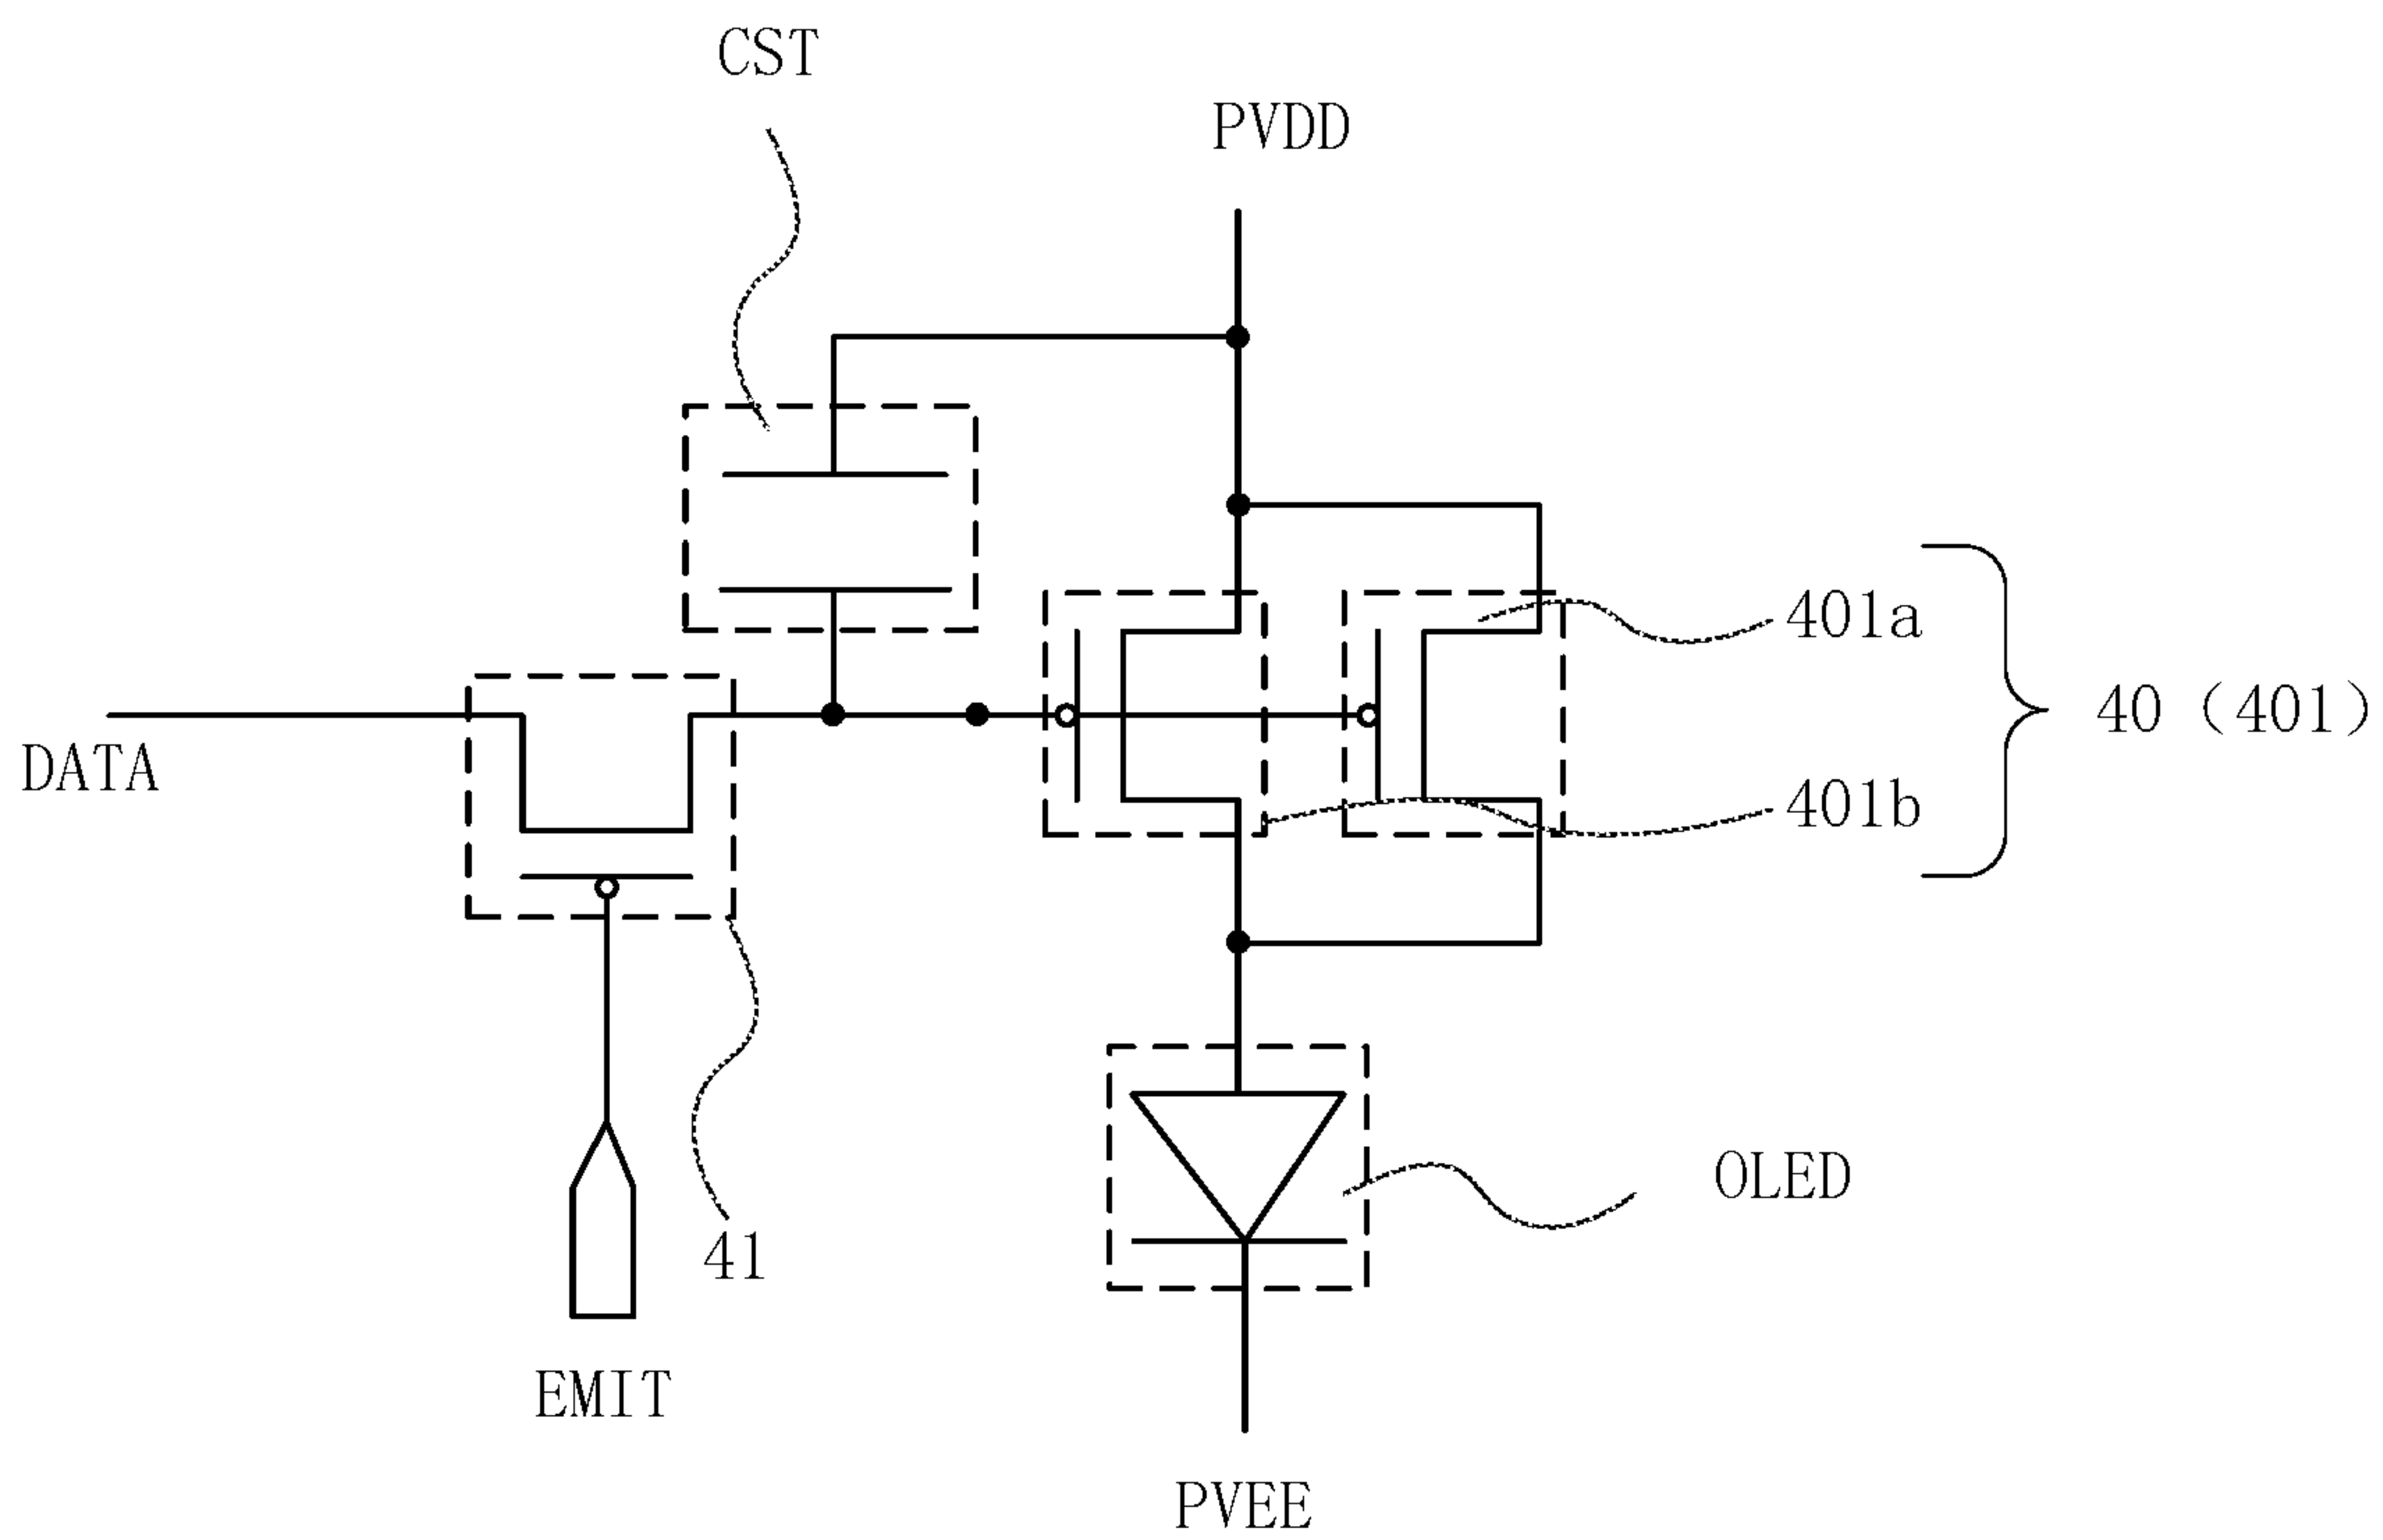 CST
PVDD
401a
40（401）
DATA
401b
OLED
41
EMIT
PVEE